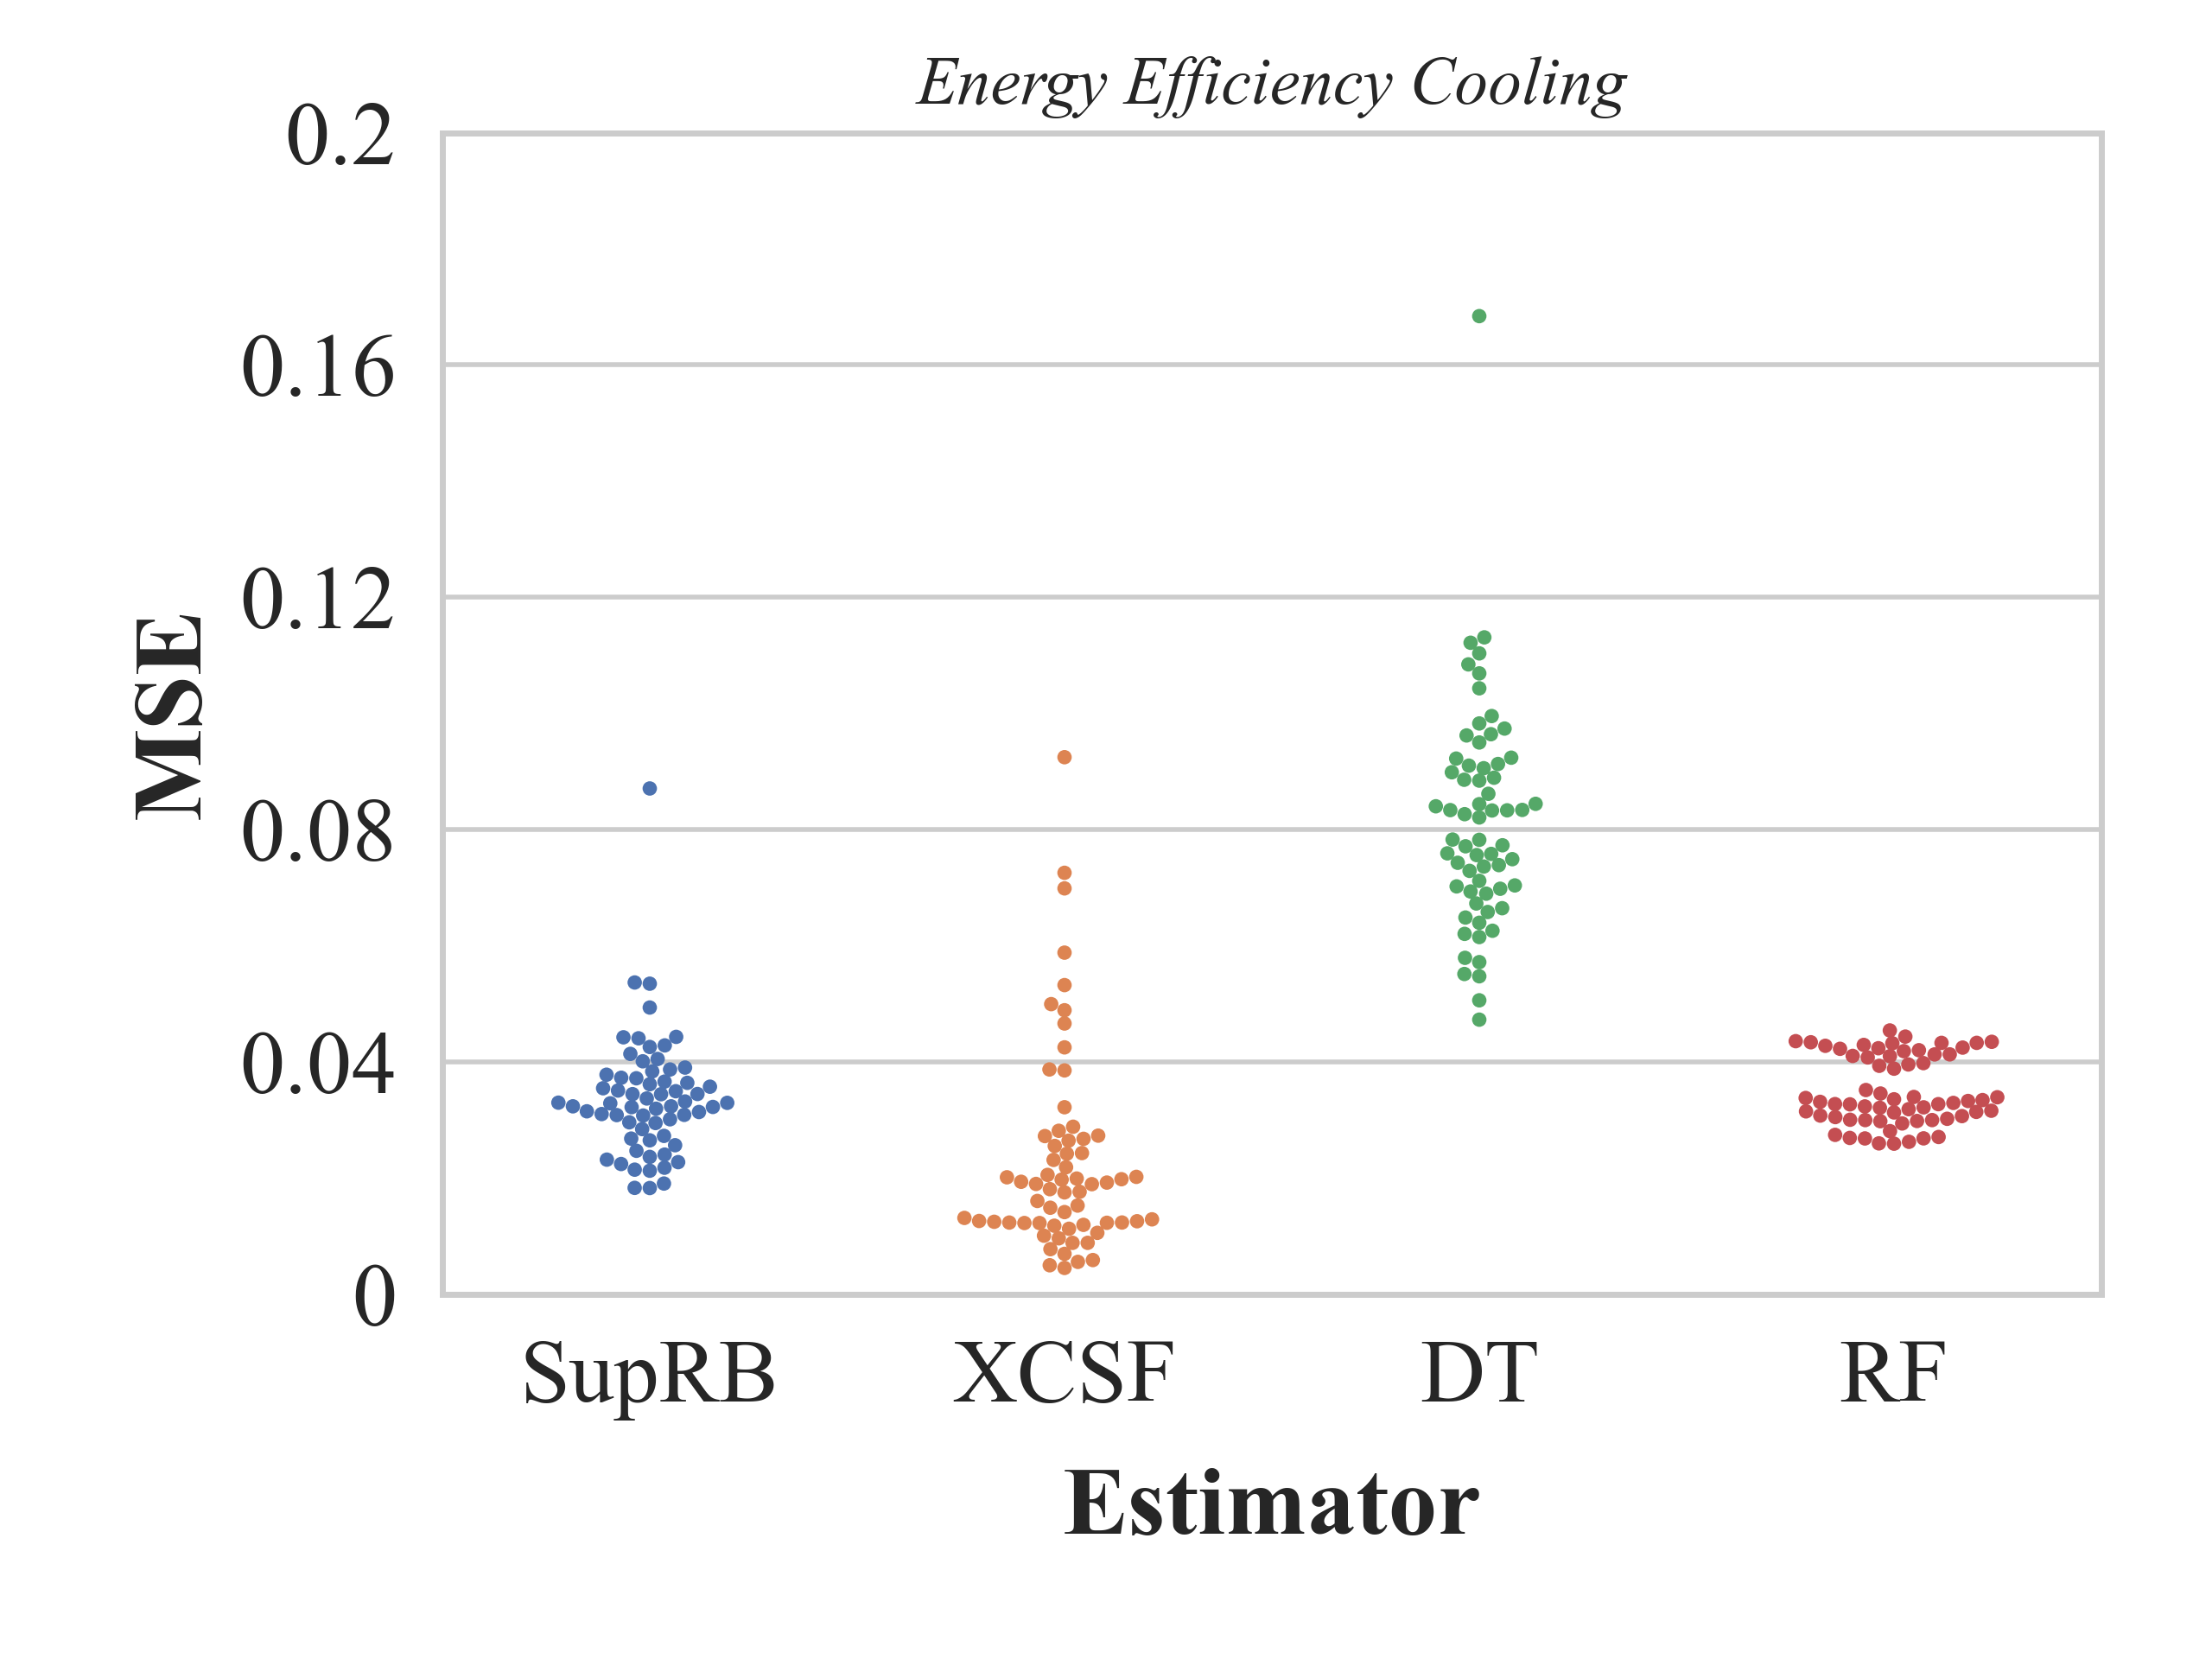 Energy Efficiency Cooling
0.2
0.16
0.12
0.08
0.04
0
MSE
SupRB XCSF DT RF
Estimator